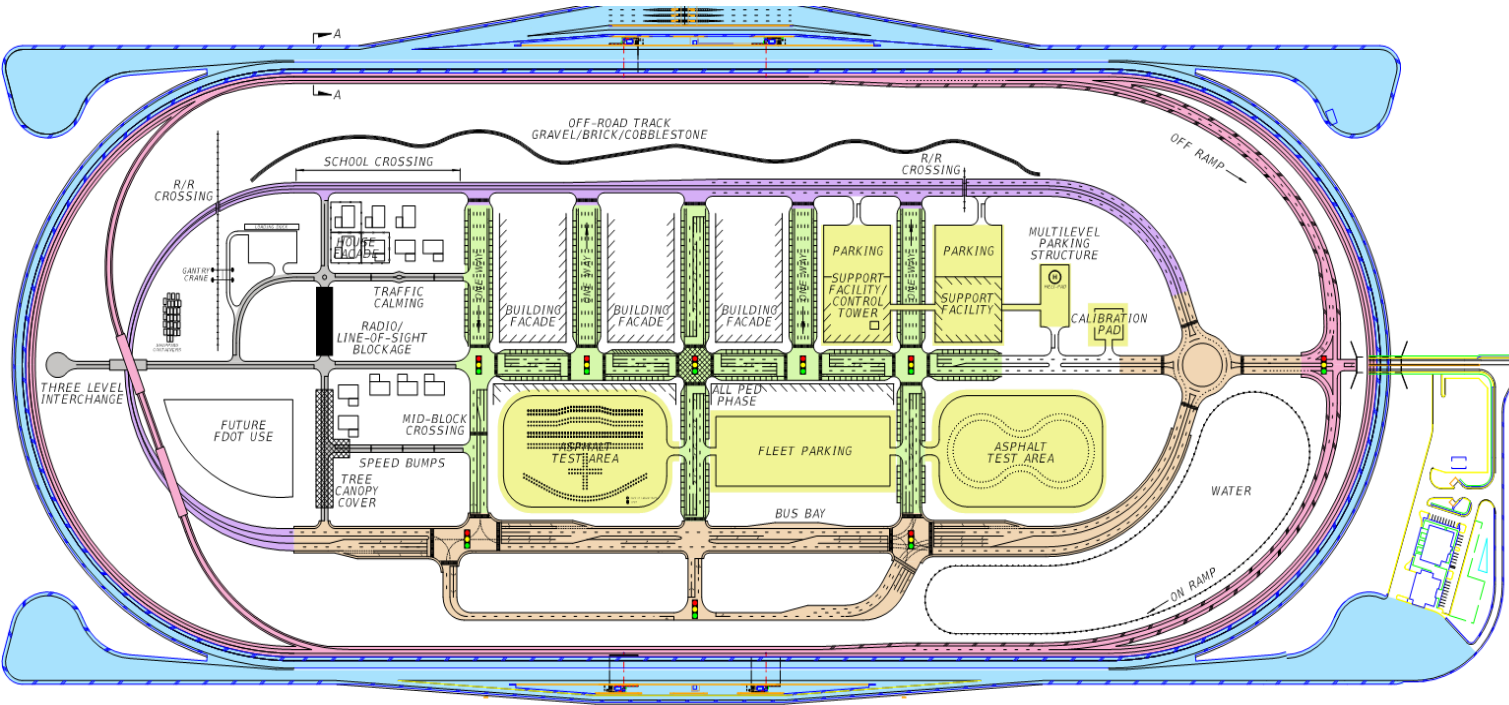 A
A
OFF-ROAD TRACK
GRAVEL/BRICK/COBBLESTONE
OFF RAMP
SCHOOL CROSSING
R/R
CROSSING
R/R
CROSSING
LOADING DOCK
HOUSE
FACADE
GANTRY
CRANE
TRAFFIC
CALMING
RADIO/
LINE-OF-SIGHT
BLOCKAGE
ONE WAY
ONE WAY
ONE WAY
ONE WAY
BUILDING
FACADE
BUILDING
FACADE
BUILDING
FACADE
PARKING
SUPPORT
FACILITY/
CONTROL
TOWER
PARKING
SUPPORT
FACILITY
MULTILEVEL
PARKING
STRUCTURE
H
CALIBRATION
PAD
THREE LEVEL
INTERCHANGE
ALL PED
PHASE
FUTURE
FDOT USE
MID-BLOCK
CROSSING
SPEED BUMPS
TREE
CANOPY
COVER
ASPHALT
TEST AREA
FLEET PARKING
ASPHALT
TEST AREA
BUS BAY
WATER
ON RAMP